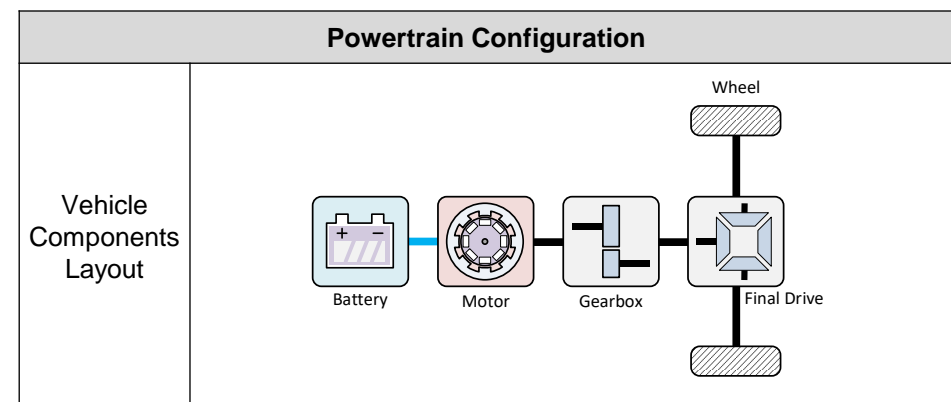 Powertrain Configuration
Vehicle
Components
Layout
Wheel
+ −
Battery
Motor
Gearbox
Final Drive